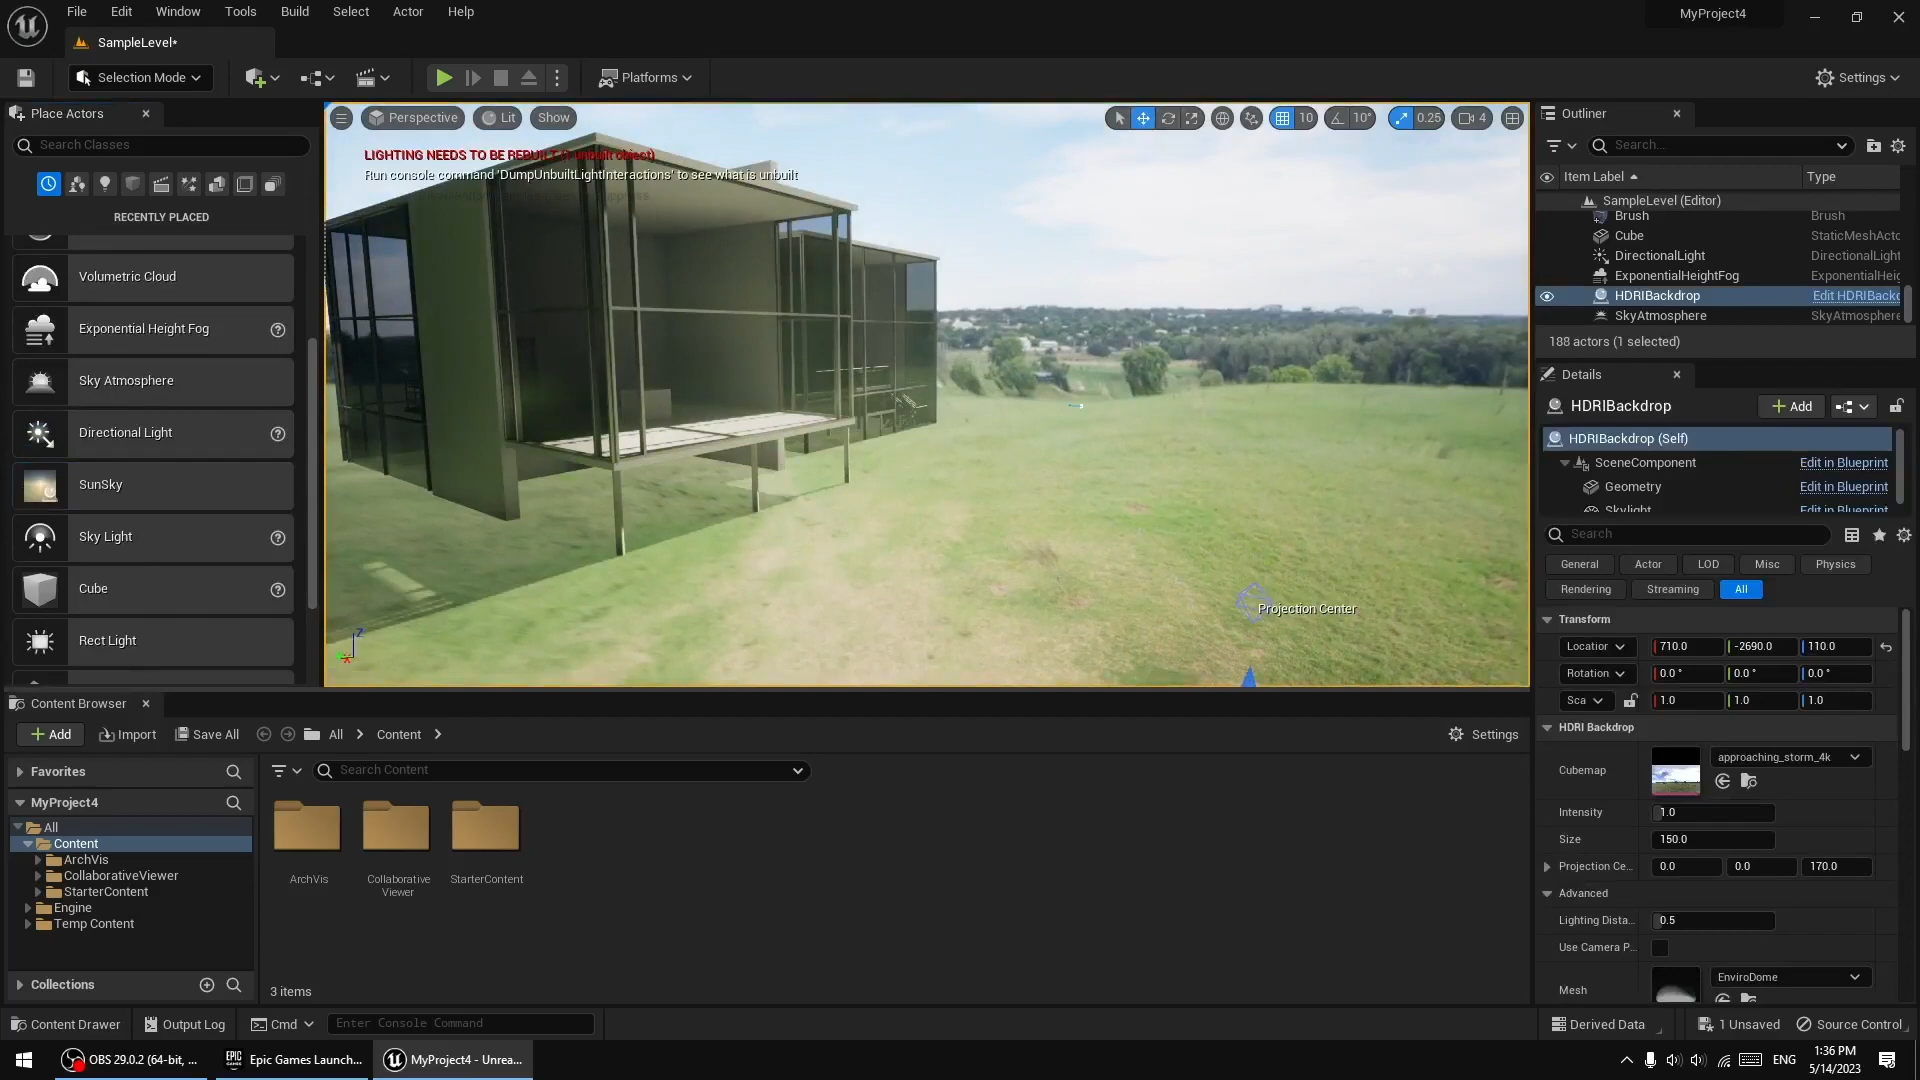 File Edit Window Tools Build Select Actor Help
MyProject4
SampleLevel*
Selection Mode
Platforms
Settings
Place Actors
Search Classes
RECENTLY PLACED
Volumetric Cloud
Exponential Height Fog
Sky Atmosphere
Directional Light
SunSky
Sky Light
Cube
Rect Light
Perspective Lit Show
10 10° 0.25 4
LIGHTING NEEDS TO BE REBUILT (1 unbuilt object)
Run console command 'DumpUnbuiltLightInteractions' to see what is unbuilt
Projection Center
Z
X
Outliner
Search...
Item Label Type
SampleLevel (Editor)
Brush Brush
Cube StaticMeshActo
DirectionalLight DirectionalLight
ExponentialHeightFog ExponentialHeig
HDRIBackdrop Edit HDRIBackd
SkyAtmosphere SkyAtmosphere
188 actors (1 selected)
Details
HDRIBackdrop Add
HDRIBackdrop (Self)
SceneComponent Edit in Blueprint
Geometry Edit in Blueprint
Skylight Edit in Blueprint
Search
General Actor LOD Misc Physics
Rendering Streaming All
Transform
Location 710.0 -2690.0 110.0
Rotation 0.0 ° 0.0 ° 0.0 °
Sca 1.0 1.0 1.0
HDRI Backdrop
Cubemap approaching_storm_4k
Intensity 1.0
Size 150.0
Projection Ce... 0.0 0.0 170.0
Advanced
Lighting Dista... 0.5
Use Camera P...
Mesh EnviroDome
Content Browser
Add Import Save All All Content Settings
Favorites
MyProject4
All
Content
ArchVis
CollaborativeViewer
StarterContent
Engine
Temp Content
Collections
Search Content
ArchVis
Collaborative
Viewer
StarterContent
3 items
Content Drawer Output Log Cmd Enter Console Command Derived Data 1 Unsaved Source Control
OBS 29.0.2 (64-bit, ... EPIC GAMES Epic Games Launch... MyProject4 - Unrea... ENG 1:36 PM
5/14/2023